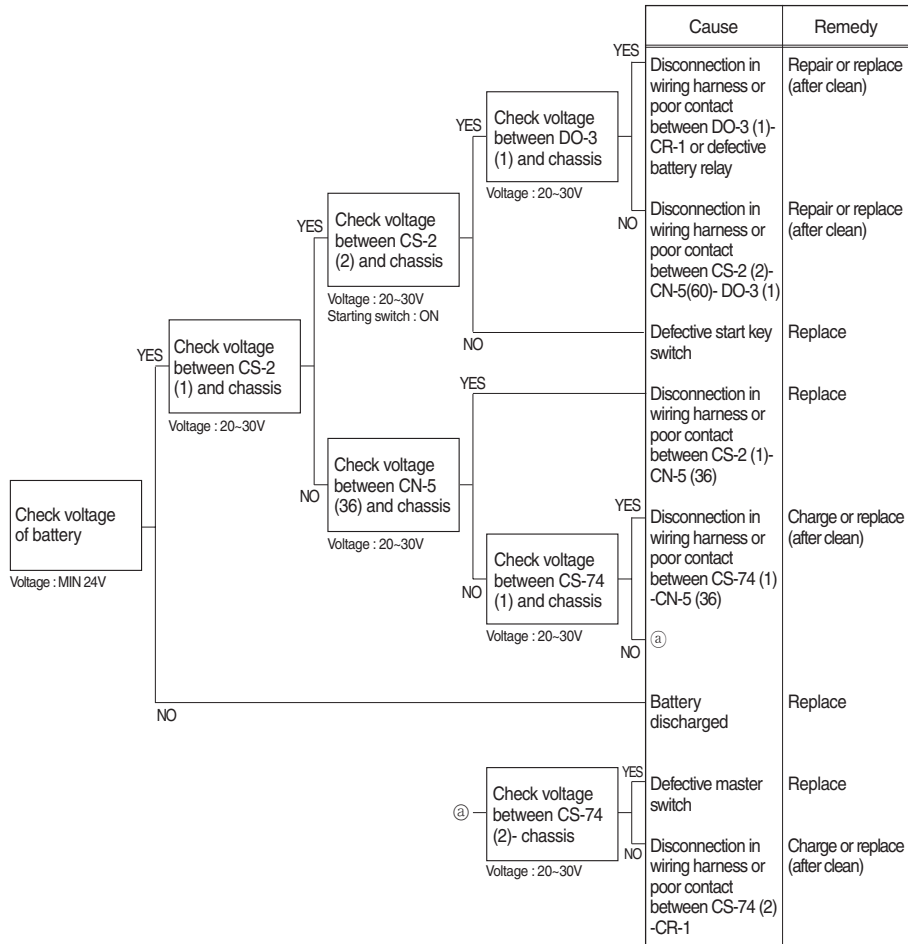 Cause
Remedy
YES
Disconnection in
wiring harness or
poor contact
between DO-3 (1)-
CR-1 or defective
battery relay
Repair or replace
(after clean)
YES
Check voltage
between DO-3
(1) and chassis
Voltage : 20~30V
NO
Disconnection in
wiring harness or
poor contact
between CS-2 (2)-
CN-5(60)- DO-3 (1)
Repair or replace
(after clean)
YES
Check voltage
between CS-2
(2) and chassis
Voltage : 20~30V
Starting switch : ON
NO
Defective start key
switch
Replace
YES
Check voltage
between CS-2
(1) and chassis
Voltage : 20~30V
YES
Disconnection in
wiring harness or
poor contact
between CS-2 (1)-
CN-5 (36)
Replace
NO
Check voltage
between CN-5
(36) and chassis
Voltage : 20~30V
Check voltage
of battery
Voltage : MIN 24V
YES
Disconnection in
wiring harness or
poor contact
between CS-74 (1)
-CN-5 (36)
Charge or replace
(after clean)
NO
Check voltage
between CS-74
(1) and chassis
Voltage : 20~30V
NO
ⓐ
NO
Battery
discharged
Replace
ⓐ
Check voltage
between CS-74
(2)- chassis
Voltage : 20~30V
YES
Defective master
switch
Replace
NO
Disconnection in
wiring harness or
poor contact
between CS-74 (2)
-CR-1
Charge or replace
(after clean)